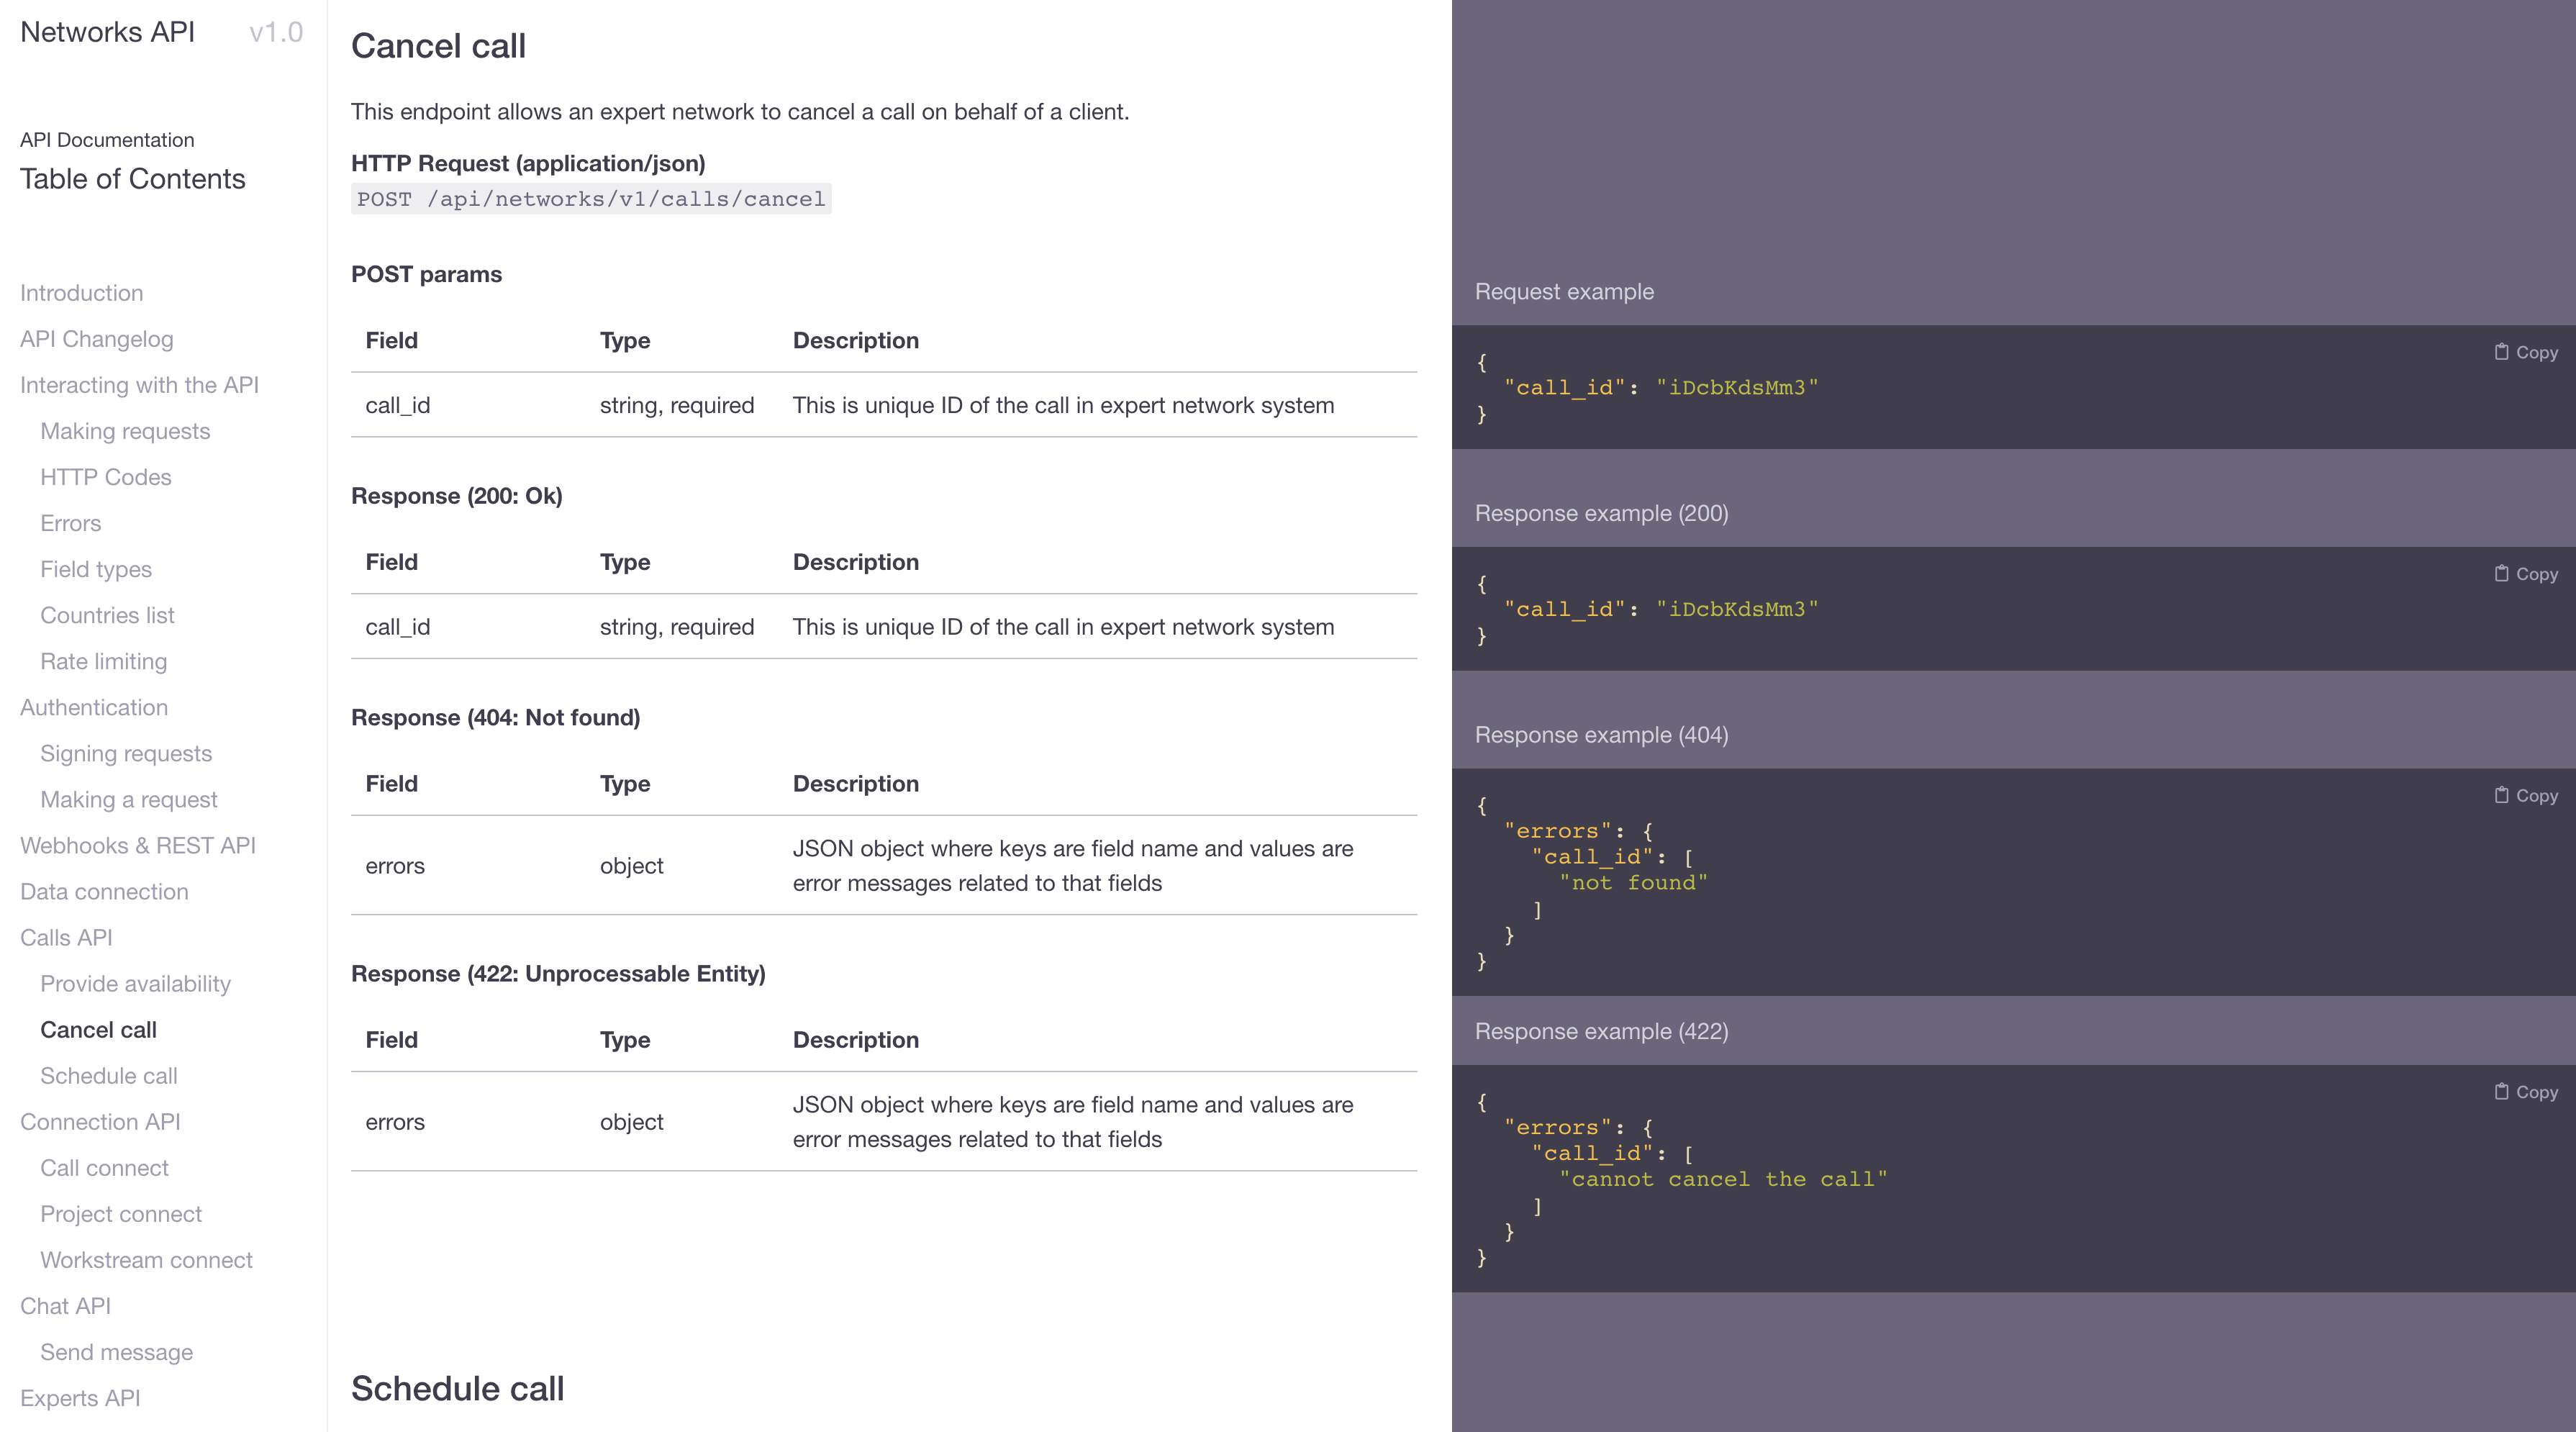 Networks API v1.0
API Documentation
Table of Contents
Introduction
API Changelog
Interacting with the API
Making requests
HTTP Codes
Errors
Field types
Countries list
Rate limiting
Authentication
Signing requests
Making a request
Webhooks & REST API
Data connection
Calls API
Provide availability
Cancel call
Schedule call
Connection API
Call connect
Project connect
Workstream connect
Chat API
Send message
Experts API
Cancel call
This endpoint allows an expert network to cancel a call on behalf of a client.
HTTP Request (application/json)
POST /api/networks/v1/calls/cancel
POST params
Field Type Description
call_id string, required This is unique ID of the call in expert network system
Response (200: Ok)
Field Type Description
call_id string, required This is unique ID of the call in expert network system
Response (404: Not found)
Field Type Description
errors object JSON object where keys are field name and values are
error messages related to that fields
Response (422: Unprocessable Entity)
Field Type Description
errors object JSON object where keys are field name and values are
error messages related to that fields
Schedule call
Request example
Copy
{
"call_id": "iDcbKdsMm3"
}
Response example (200)
Copy
{
"call_id": "iDcbKdsMm3"
}
Response example (404)
Copy
{
"errors": {
"call_id": [
"not found"
]
}
}
Response example (422)
Copy
{
"errors": {
"call_id": [
"cannot cancel the call"
]
}
}